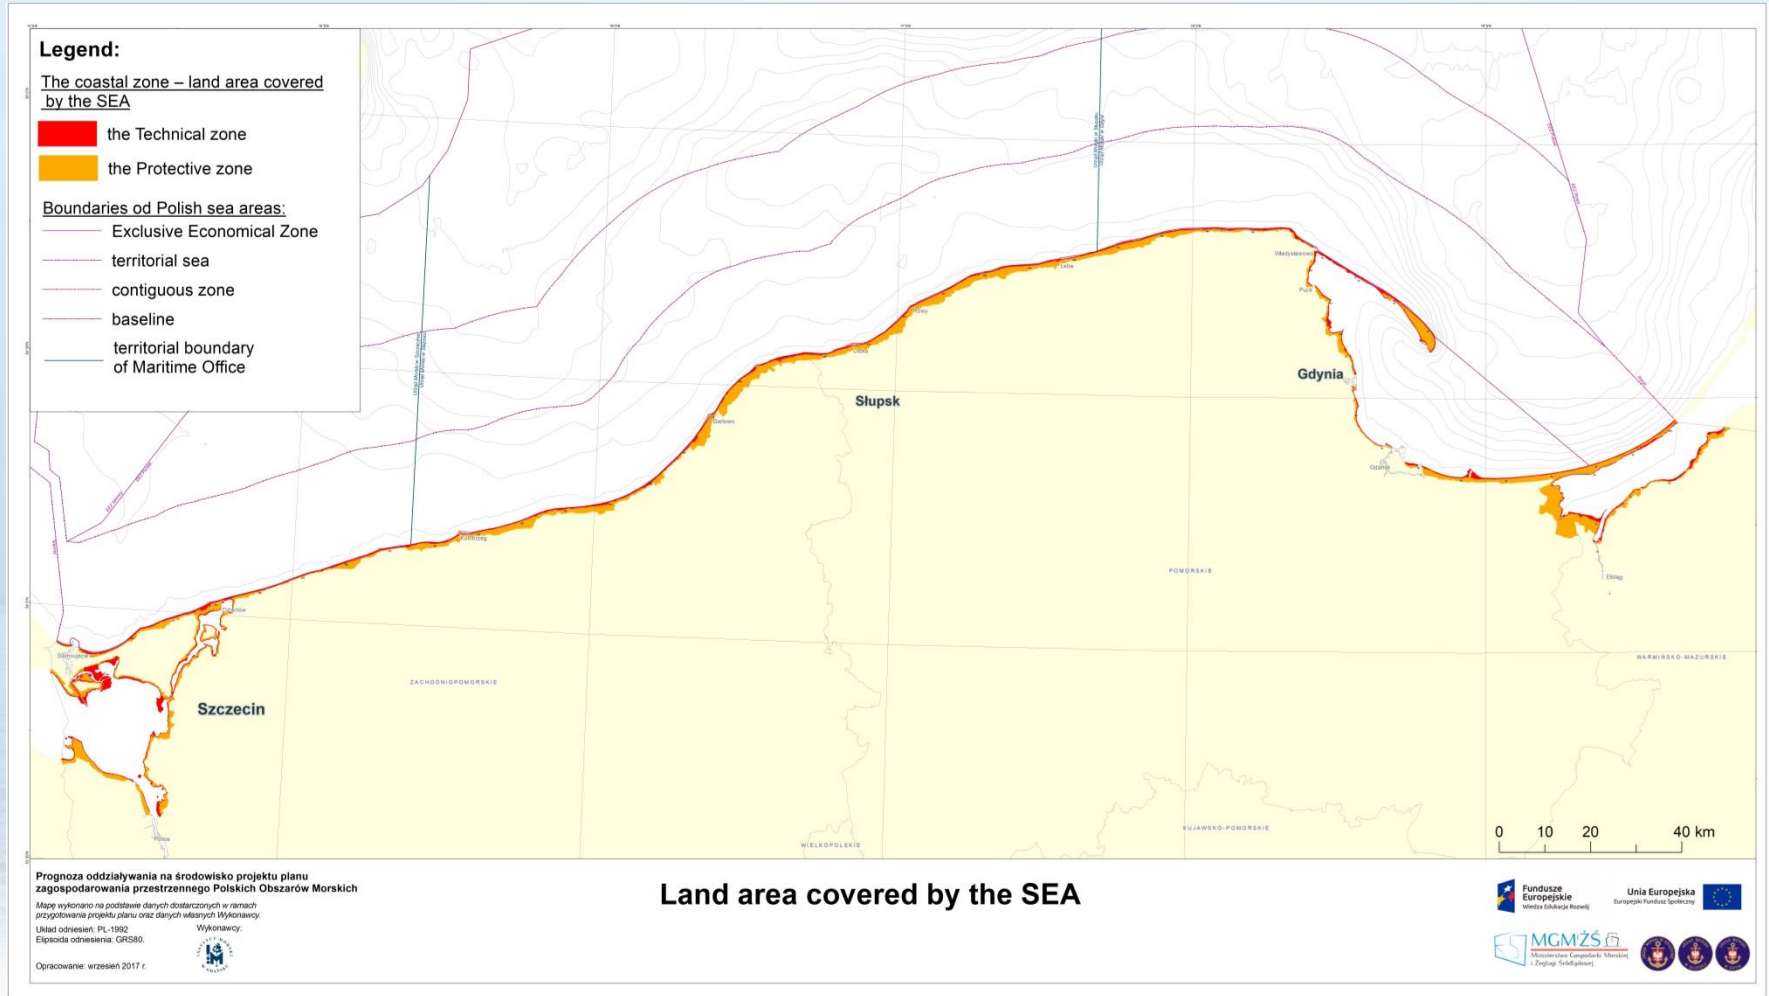 Legend:
The coastal zone – land area covered
by the SEA
the Technical zone
the Protective zone
Boundaries od Polish sea areas:
Exclusive Economical Zone
territorial sea
contiguous zone
baseline
territorial boundary
of Maritime Office
Łeba
Władysławowo
Puck
Ustka
Gdynia
Słupsk
Darłowo
Gdańsk
Kołobrzeg
POMORSKIE
Elbląg
Dziwnów
Świnoujście
WARMIŃSKO-MAZURSKIE
ZACHODNIOPOMORSKIE
Szczecin
KUJAWSKO-POMORSKIE
WIELKOPOLSKIE
Police
0 10 20 40 km
Prognoza oddziaływania na środowisko projektu planu
zagospodarowania przestrzennego Polskich Obszarów Morskich
Mapę wykonano na podstawie danych dostarczonych w ramach
przygotowania projektu planu oraz danych własnych Wykonawcy.
Układ odniesień: PL-1992
Elipsoida odniesienia: GRS80.
Wykonawcy:
Opracowanie: wrzesień 2017 r.
Land area covered by the SEA
Fundusze
Europejskie
Wiedza Edukacja Rozwój
Unia Europejska
Europejski Fundusz Społeczny
MGMiŻŚ
Ministerstwo Gospodarki Morskiej
i Żeglugi Śródlądowej